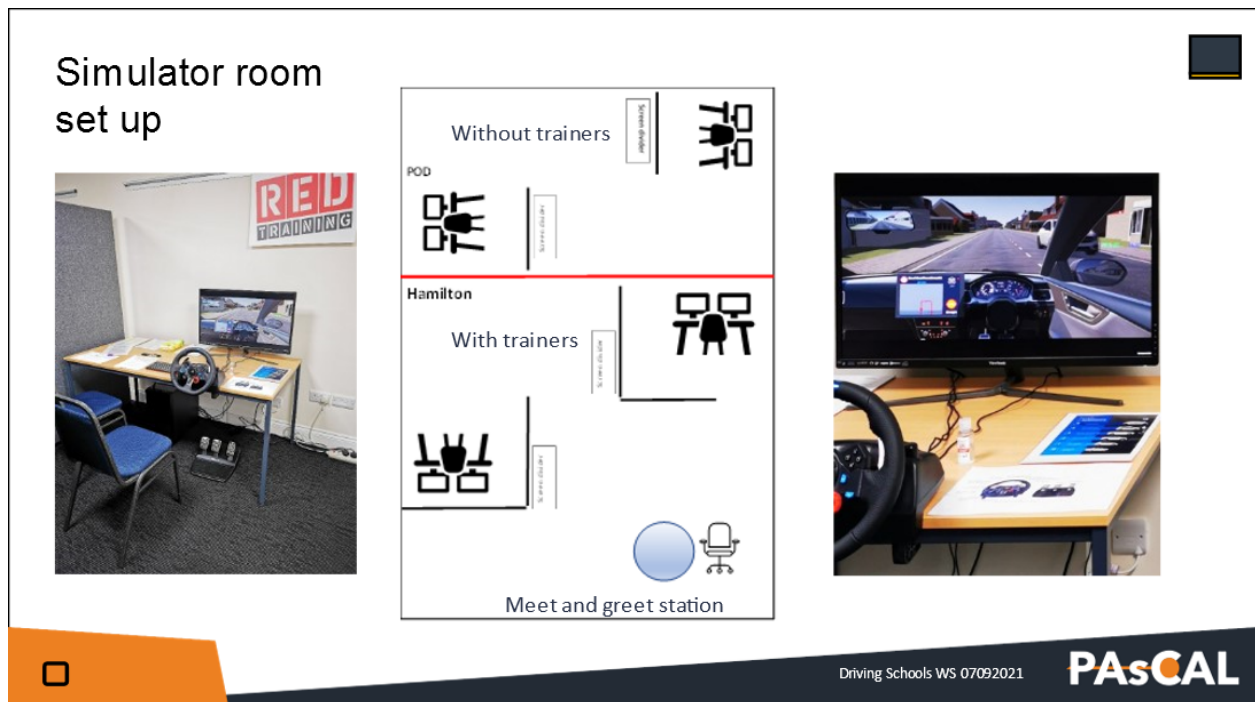 Simulator room
set up
RED
TRAINING
Without trainers
Screen divider
POD
Hamilton
With trainers
Meet and greet station
Driving Schools WS 07092021
PAsCAL